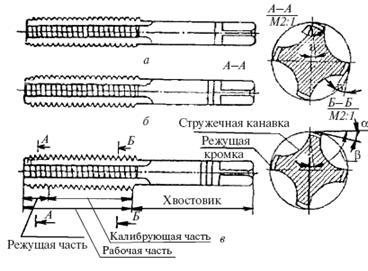 А–А
М2:1
а
А–А
б
Б–Б
М2:1
α
β
Стружечная канавка
Режущая
кромка
А
Б
Хвостовик
А
Б
Режущая часть
Калибрующая часть
в
Рабочая часть